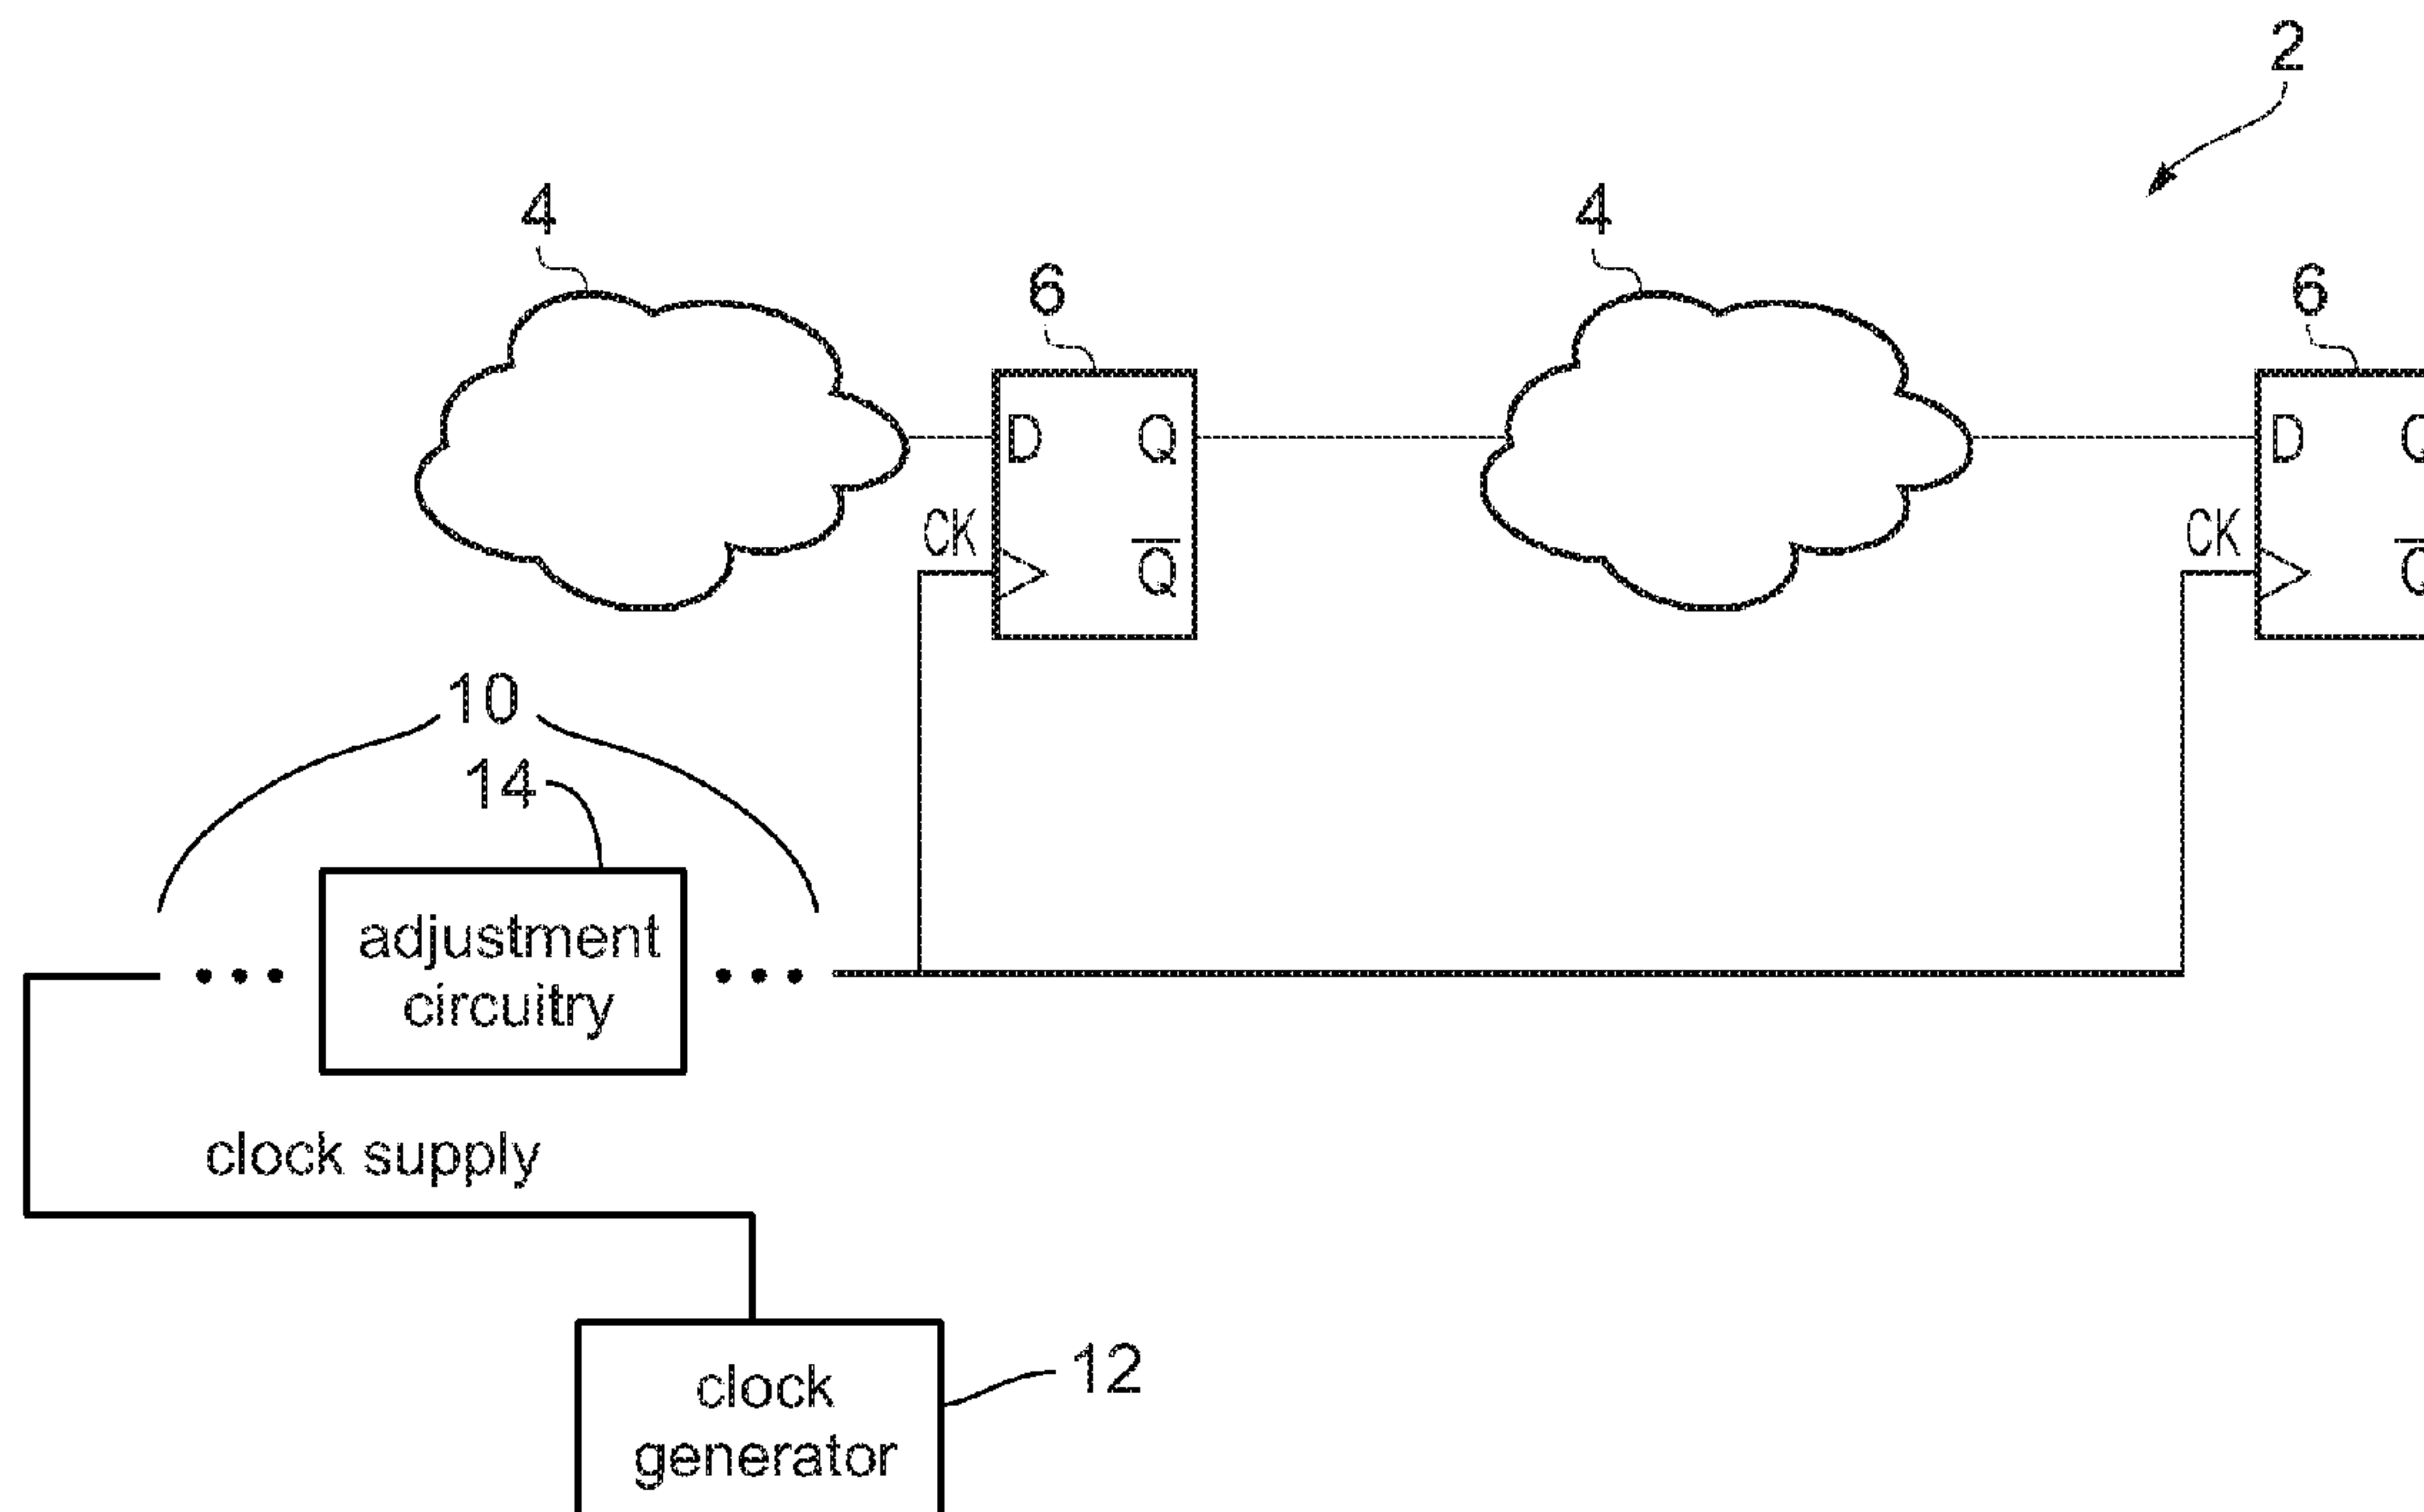 2
4
4
6
6
D Q
D Q
CK
CK
Q̅
Q̅
10
14
adjustment
circuitry
clock supply
clock
generator
12